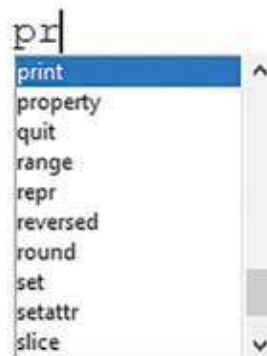 pr
print
property
quit
range
repr
reversed
round
set
setattr
slice